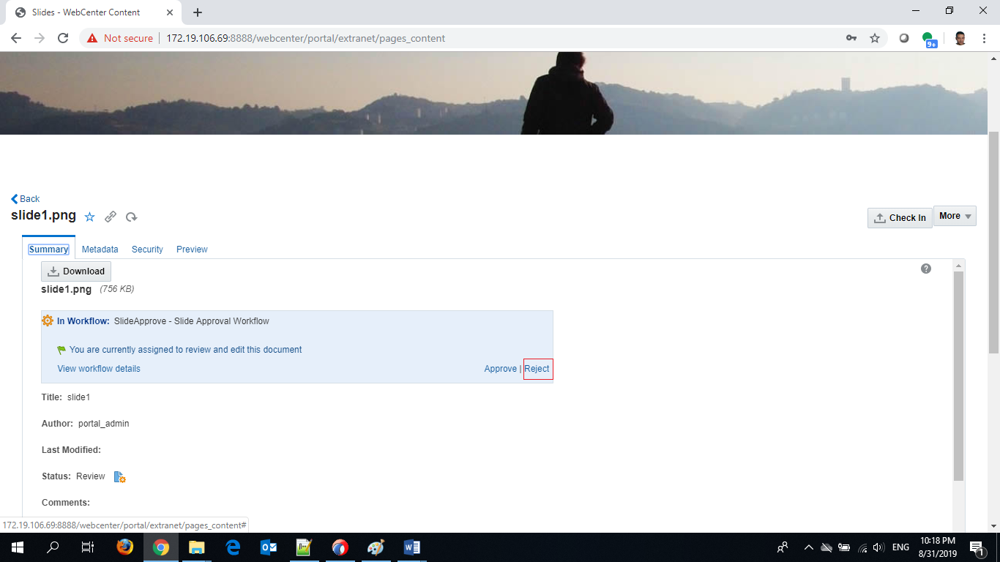 Slides - WebCenter Content
Not secure | 172.19.106.69:8888/webcenter/portal/extranet/pages_content
9+
Back
slide1.png
Check In
More
Summary
Metadata
Security
Preview
Download
slide1.png (756 KB)
In Workflow: SlideApprove - Slide Approval Workflow
You are currently assigned to review and edit this document
View workflow details
Approve | Reject
Title: slide1
Author: portal_admin
Last Modified:
Status: Review
Comments:
172.19.106.69:8888/webcenter/portal/extranet/pages_content#
ENG
10:18 PM
8/31/2019
1